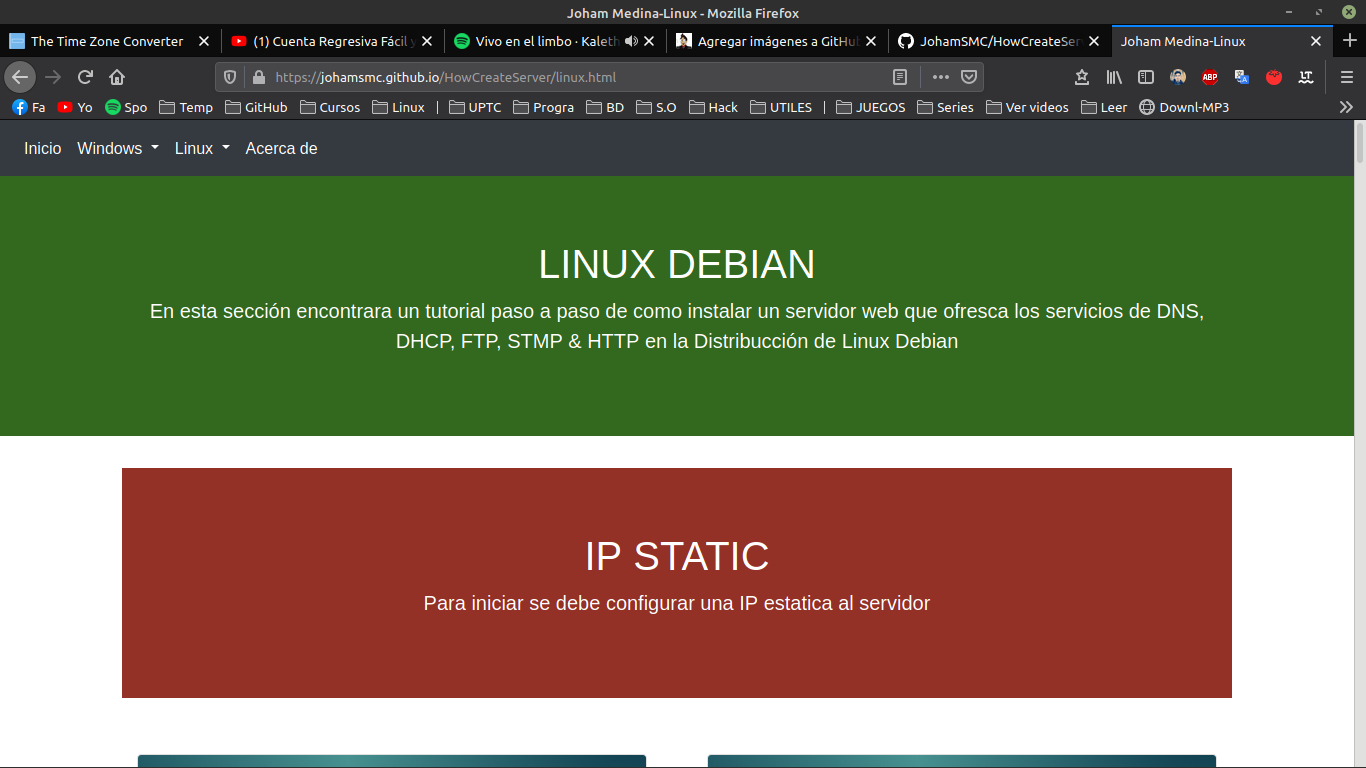 Joham Medina-Linux - Mozilla Firefox
The Time Zone Converter
(1) Cuenta Regresiva Fácil y
Vivo en el limbo · Kaleth
Agregar imágenes a GitHub
JohamSMC/HowCreateServ
Joham Medina-Linux
https://johamsmc.github.io/HowCreateServer/linux.html
ABP
LT
Fa
Yo
Spo
Temp
GitHub
Cursos
Linux
|
UPTC
Progra
BD
S.O
Hack
UTILES
|
JUEGOS
Series
Ver videos
Leer
Downl-MP3
Inicio
Windows
Linux
Acerca de
LINUX DEBIAN
En esta sección encontrara un tutorial paso a paso de como instalar un servidor web que ofresca los servicios de DNS,
DHCP, FTP, STMP & HTTP en la Distribucción de Linux Debian
IP STATIC
Para iniciar se debe configurar una IP estatica al servidor